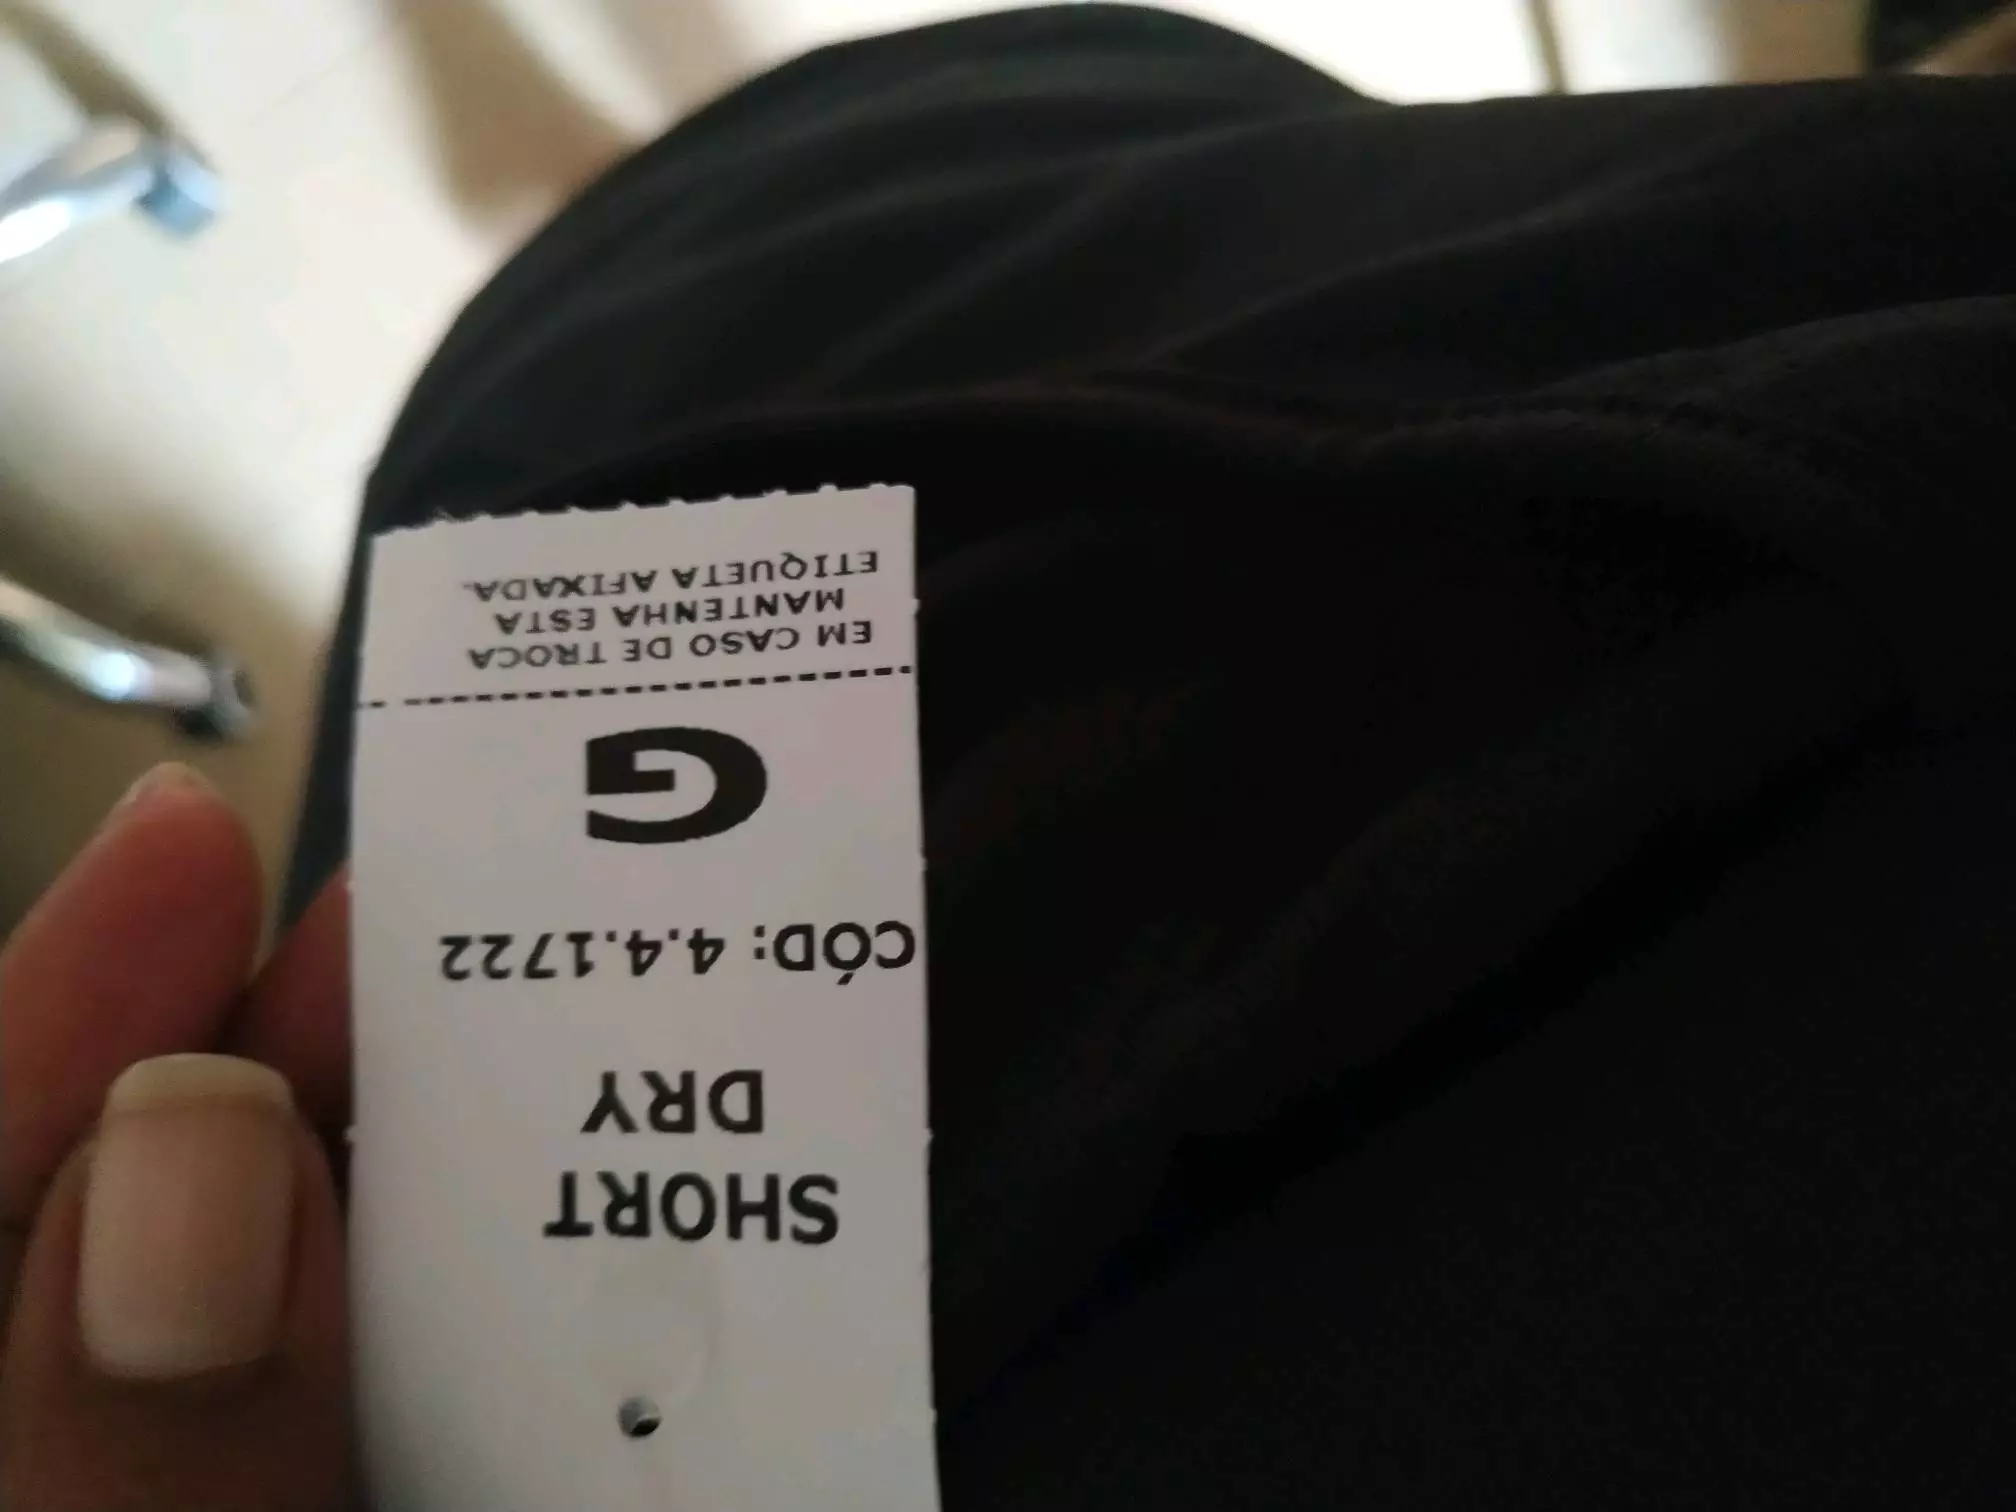 SHORT
DRY
CÓD: 4.4.1722
G
EM CASO DE TROCA
MANTENHA ESTA
ETIQUETA AFIXADA.